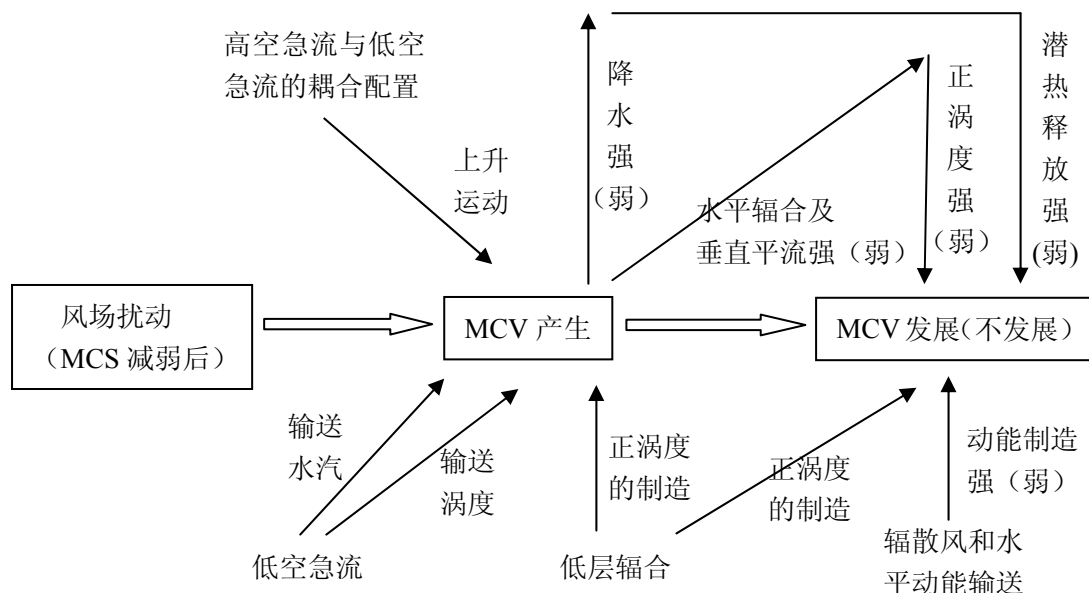 高空急流与低空
急流的耦合配置
上升
运动
降水强（弱）
水平辐合及
垂直平流强（弱）
正涡度强（弱）
潜热释放强(弱)
风场扰动
（MCS 减弱后）
MCV 产生
MCV 发展（不发展）
输送
水汽
输送
涡度
正涡度
的制造
正涡度
的制造
动能制造
强（弱）
低空急流
低层辐合
辐散风和水
平动能输送